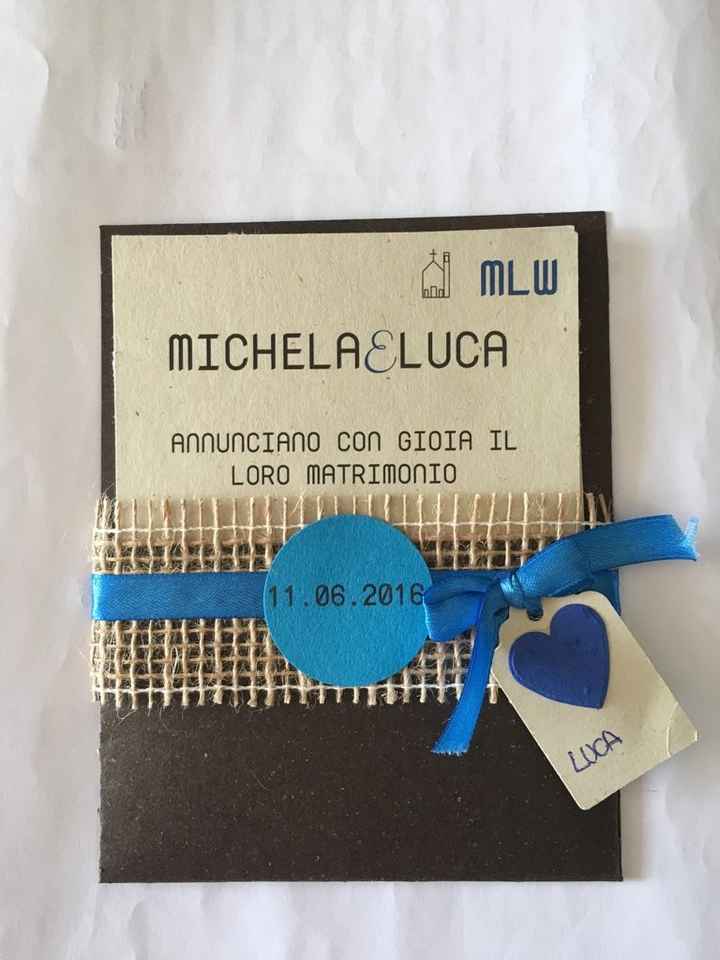 MLW
MICHELA E LUCA
ANNUNCIANO CON GIOIA IL
LORO MATRIMONIO
11.06.2016
LUCA